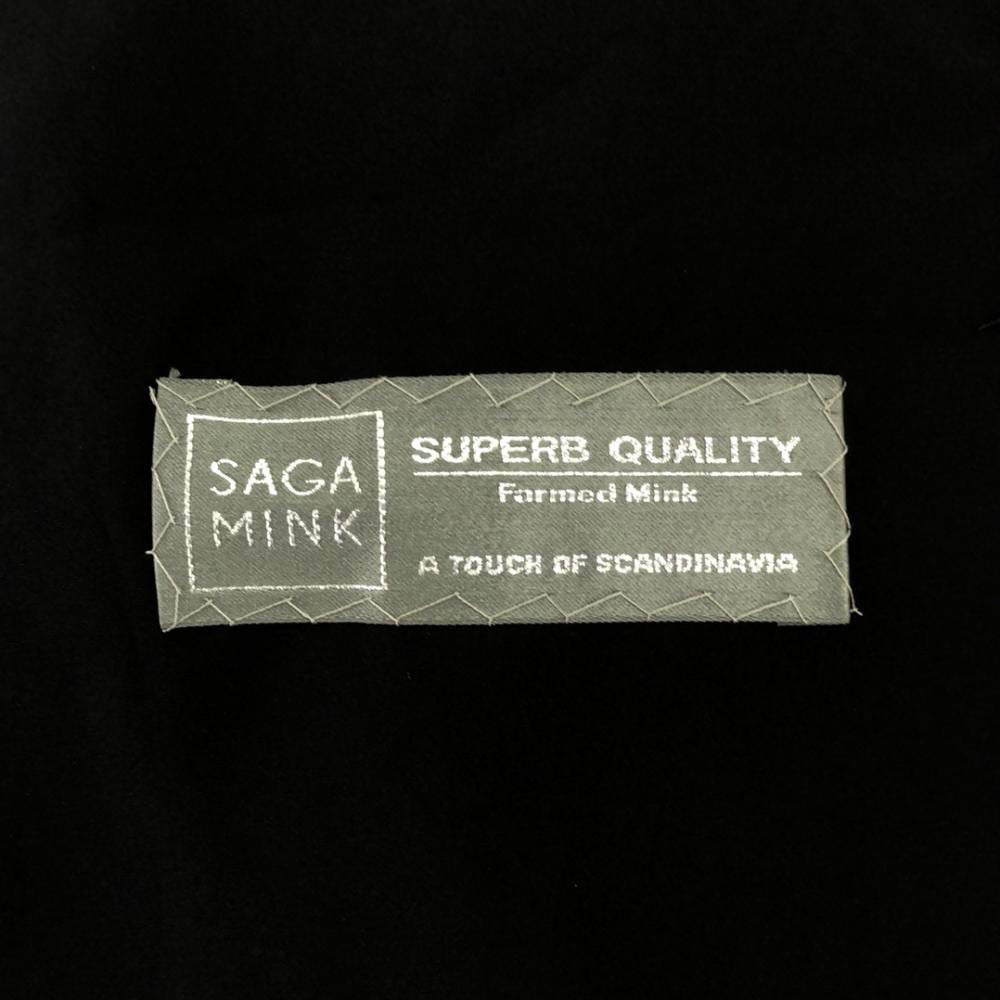 SAGA
MINK
SUPERB QUALITY
Farmed Mink
A TOUCH OF SCANDINAVIA